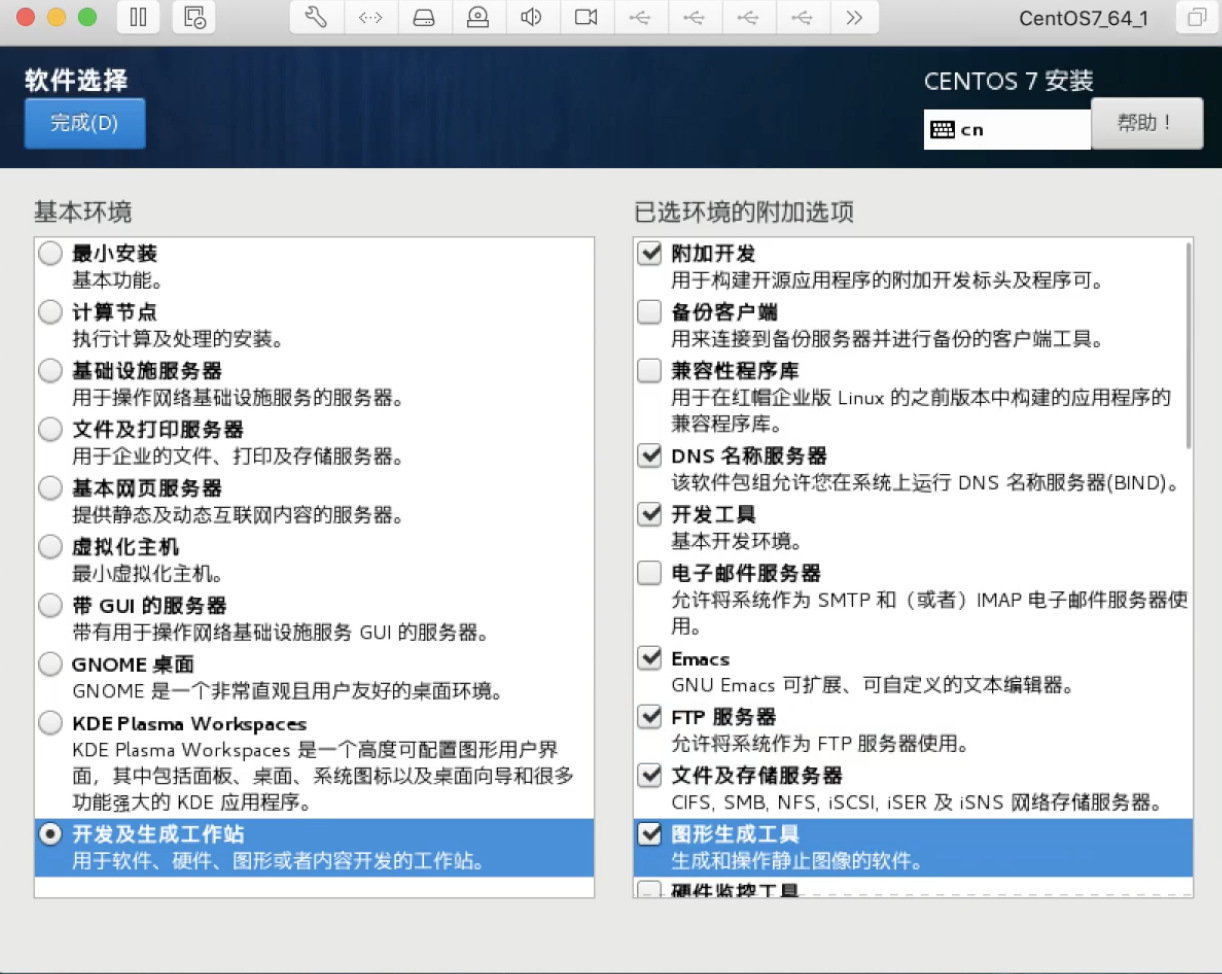 CentOS7_64_1
软件选择
完成(D)
CENTOS 7 安装
cn
帮助！
基本环境
最小安装
基本功能。
计算节点
执行计算及处理的安装。
基础设施服务器
用于操作网络基础设施服务的服务器。
文件及打印服务器
用于企业的文件、打印及存储服务器。
基本网页服务器
提供静态及动态互联网内容的服务器。
虚拟化主机
最小虚拟化主机。
带 GUI 的服务器
带有用于操作网络基础设施服务 GUI 的服务器。
GNOME 桌面
GNOME 是一个非常直观且用户友好的桌面环境。
KDE Plasma Workspaces
KDE Plasma Workspaces 是一个高度可配置图形用户界
面，其中包括面板、桌面、系统图标以及桌面向导和很多
功能强大的 KDE 应用程序。
开发及生成工作站
用于软件、硬件、图形或者内容开发的工作站。
已选环境的附加选项
附加开发
用于构建开源应用程序的附加开发标头及程序可。
备份客户端
用来连接到备份服务器并进行备份的客户端工具。
兼容性程序库
用于在红帽企业版 Linux 的之前版本中构建的应用程序的
兼容程序库。
DNS 名称服务器
该软件包组允许您在系统上运行 DNS 名称服务器(BIND)。
开发工具
基本开发环境。
电子邮件服务器
允许将系统作为 SMTP 和（或者）IMAP 电子邮件服务器使
用。
Emacs
GNU Emacs 可扩展、可自定义的文本编辑器。
FTP 服务器
允许将系统作为 FTP 服务器使用。
文件及存储服务器
CIFS, SMB, NFS, iSCSI, iSER 及 iSNS 网络存储服务器。
图形生成工具
生成和操作静止图像的软件。
硬件监控工具